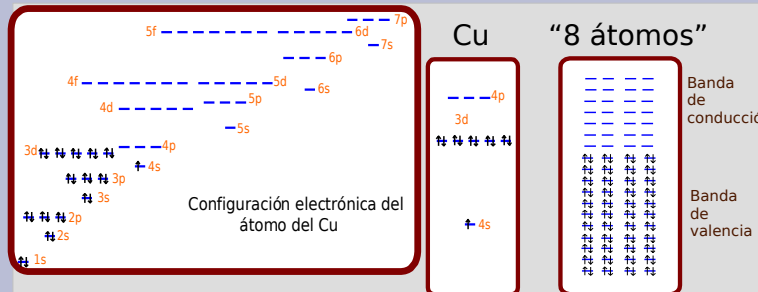 7p
5f
6d
7s
6p
4f
5d
6s
5p
4d
5s
3d
4p
4s
3p
3s
2p
2s
1s
Configuración electrónica del
átomo del Cu
Cu
4p
3d
4s
“8 átomos”
Banda
de
conducció
Banda
de
valencia